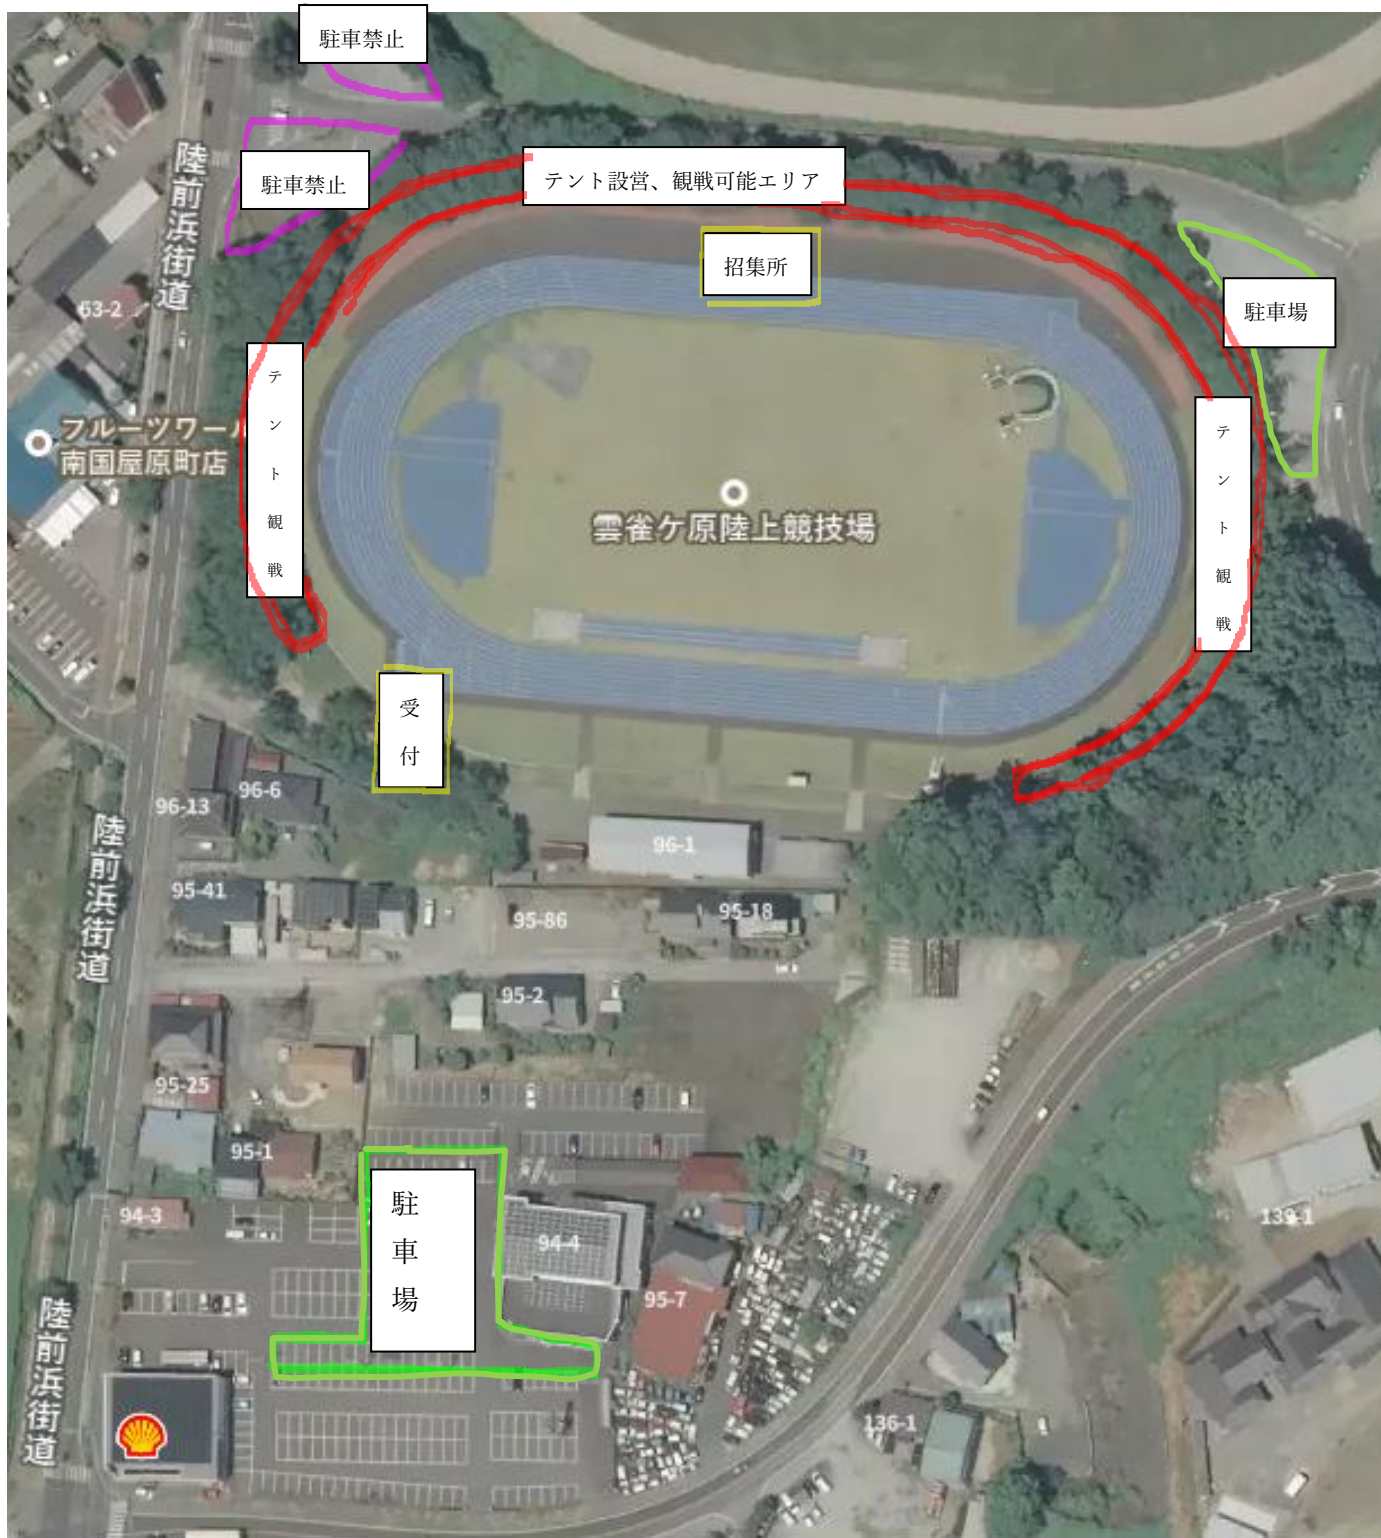 駐車禁止
駐車禁止
陸前浜街道
テント設営、観戦可能エリア
招集所
駐車場
63-2
テント観戦
フルーツワール
南国屋原町店
テント観戦
雲雀ケ原陸上競技場
受付
96-13
96-6
陸前浜街道
96-1
95-41
95-86
95-18
95-2
95-25
95-1
駐車場
94-3
94-4
139-1
95-7
陸前浜街道
136-1